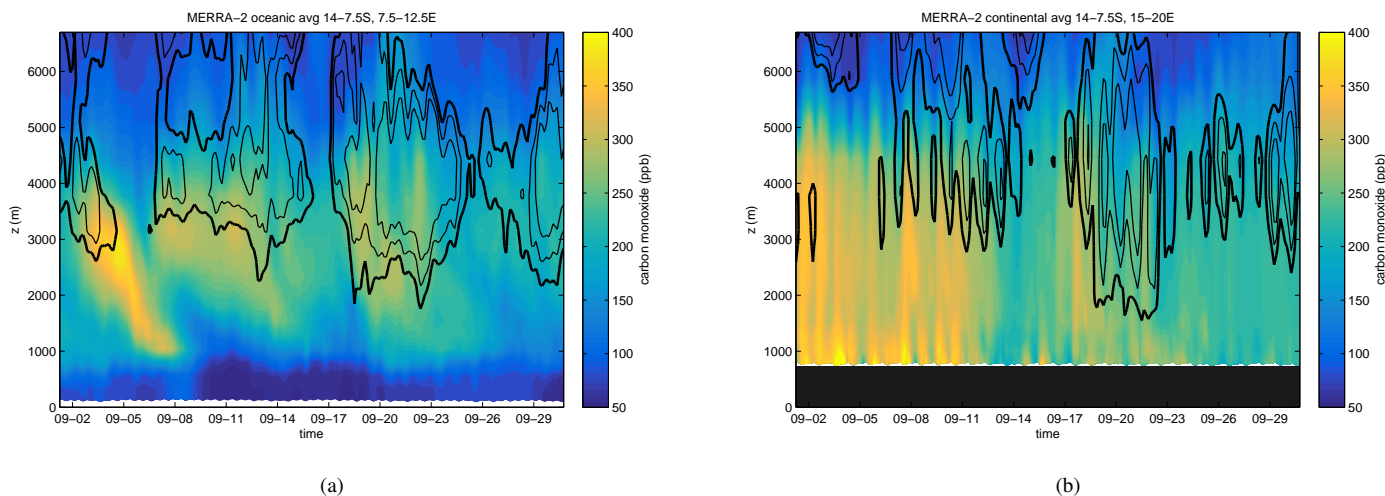 MERRA−2 oceanic avg 14−7.5S, 7.5−12.5E
z (m)
6000
5000
4000
3000
2000
1000
0
09−02 09−05 09−08 09−11 09−14 09−17 09−20 09−23 09−26 09−29
time
400
350
300
250
200
150
100
50
carbon monoxide (ppb)
(a)
MERRA−2 continental avg 14−7.5S, 15−20E
z (m)
6000
5000
4000
3000
2000
1000
0
09−02 09−05 09−08 09−11 09−14 09−17 09−20 09−23 09−26 09−29
time
400
350
300
250
200
150
100
50
carbon monoxide (ppb)
(b)